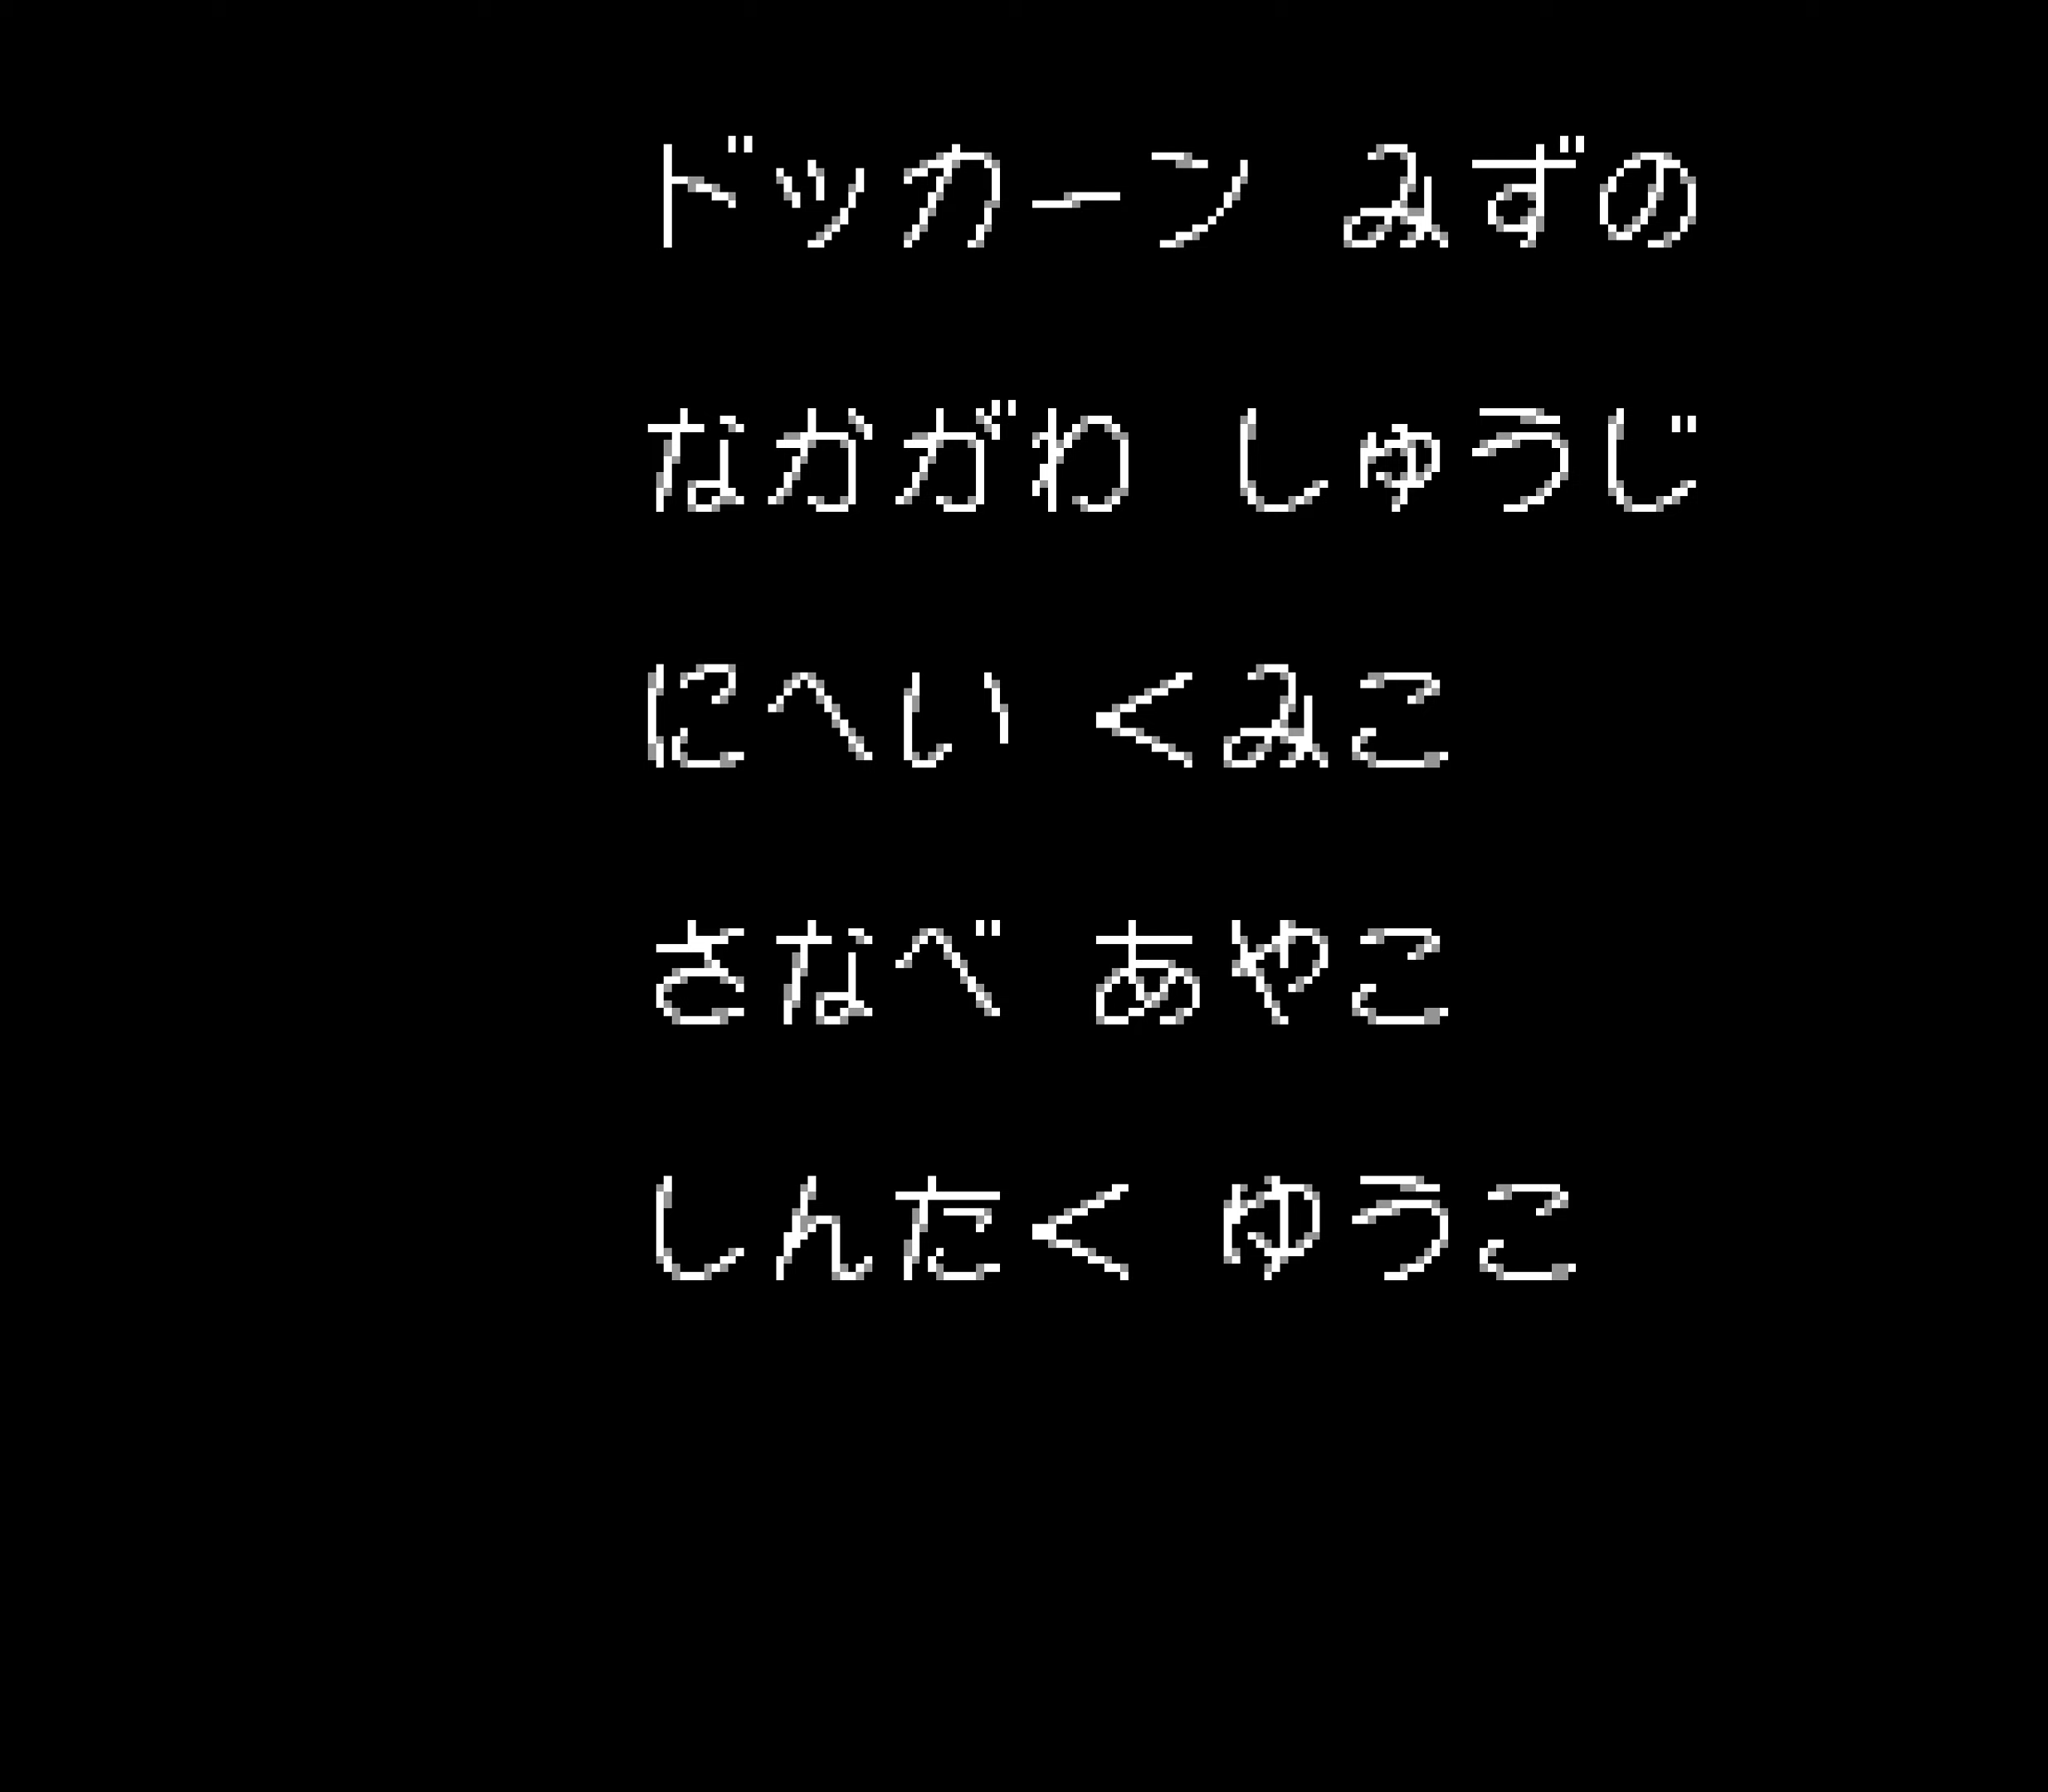 ドッカーン みずの
なかがわ しゅうじ
にへい くみこ
さなべ あやこ
しんたく ゆうこ